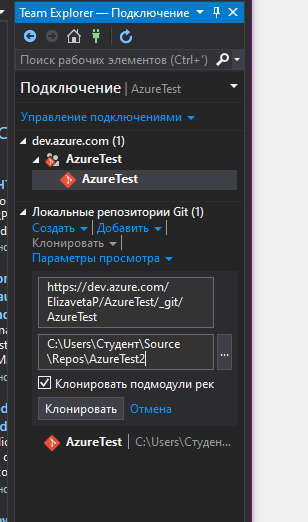 Team Explorer — Подключение
Поиск рабочих элементов (Ctrl+')
Подключение | AzureTest
Управление подключениями
dev.azure.com (1)
AzureTest
AzureTest
Локальные репозитории Git (1)
Создать | Добавить |
Клонировать |
Параметры просмотра
https://dev.azure.com/
ElizavetaP/AzureTest/_git/
AzureTest
C:\Users\Студент\Source
\Repos\AzureTest2
...
Клонировать подмодули рек
Клонировать Отмена
AzureTest | C:\Users\Студен...